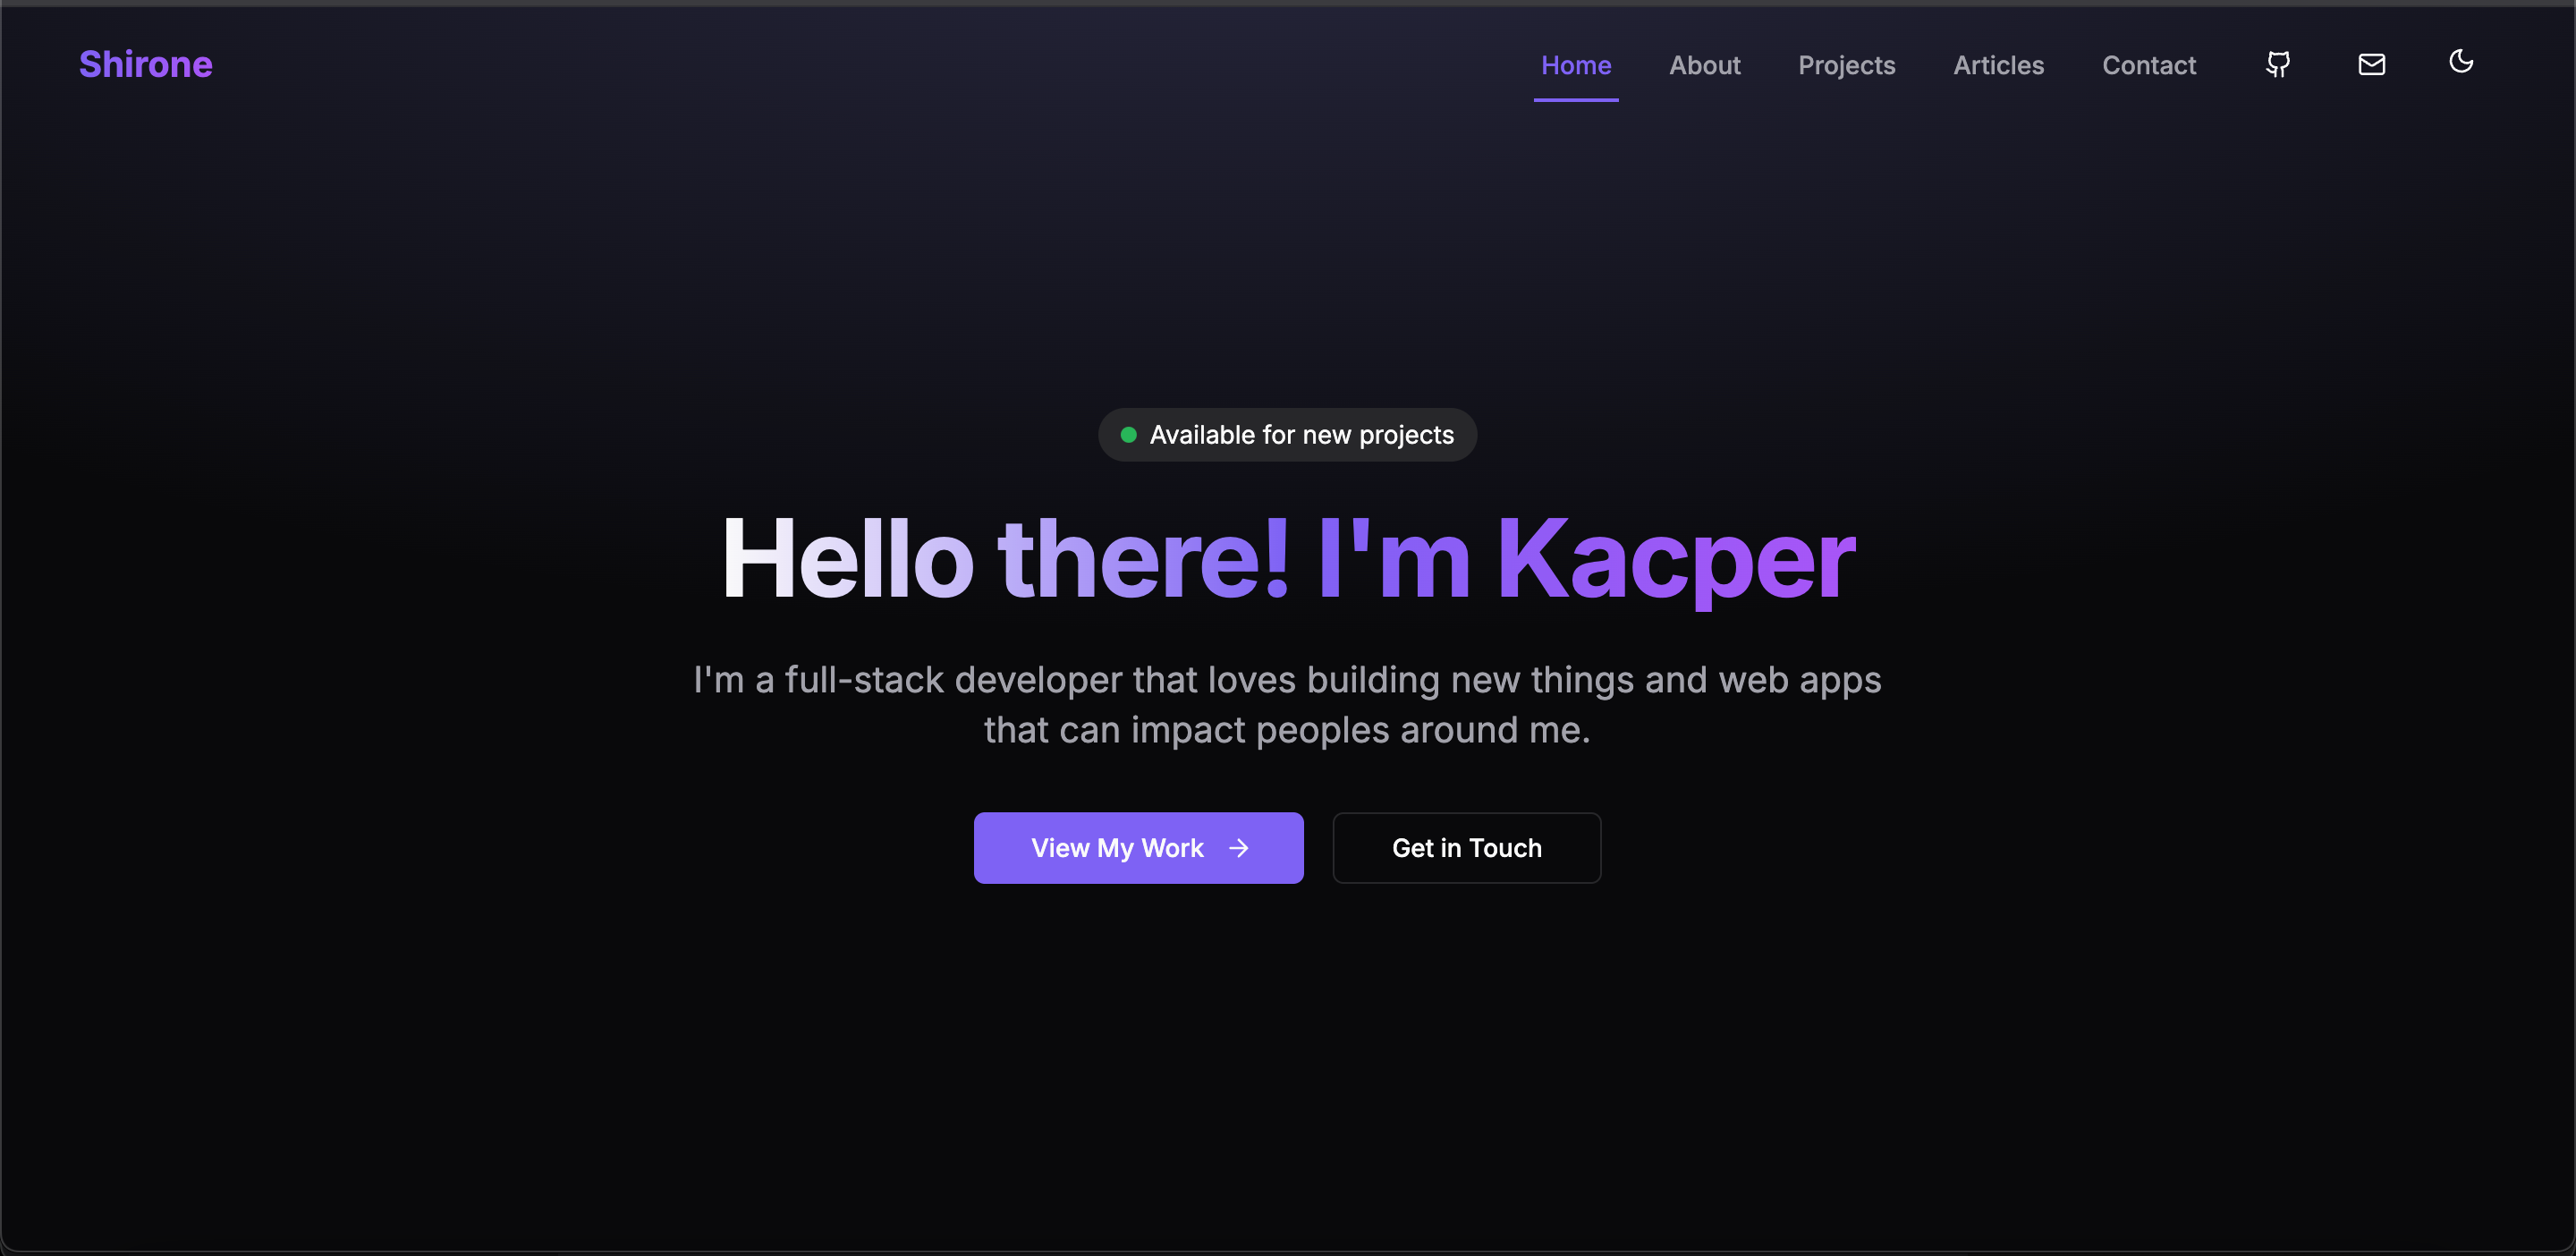 Shirone
Home About Projects Articles Contact
Available for new projects
Hello there! I'm Kacper
I'm a full-stack developer that loves building new things and web apps
that can impact peoples around me.
View My Work
Get in Touch